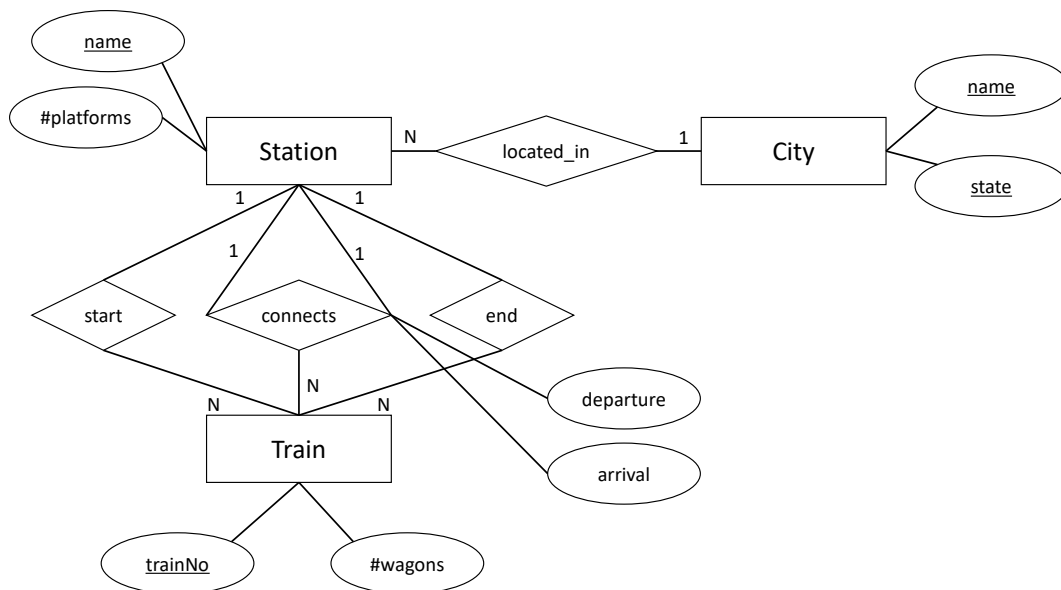 name
#platforms
Station
N
located_in
1
City
name
state
1
1
1
1
start
connects
end
departure
N
N
N
Train
arrival
trainNo
#wagons